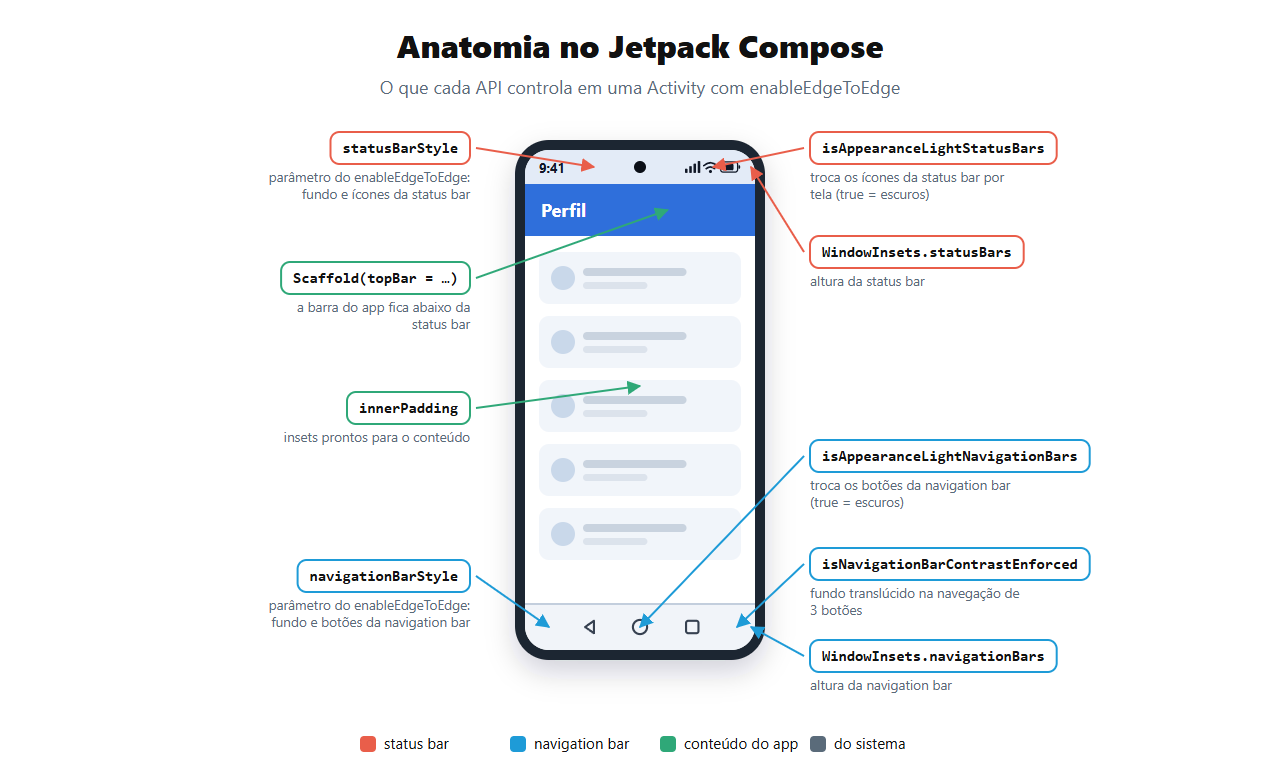 Anatomia no Jetpack Compose
O que cada API controla em uma Activity com enableEdgeToEdge
statusBarStyle
parâmetro do enableEdgeToEdge:
fundo e ícones da status bar
Scaffold(topBar = …)
a barra do app fica abaixo da
status bar
innerPadding
insets prontos para o conteúdo
navigationBarStyle
parâmetro do enableEdgeToEdge:
fundo e botões da navigation bar
9:41
Perfil
isAppearanceLightStatusBars
troca os ícones da status bar por
tela (true = escuros)
WindowInsets.statusBars
altura da status bar
isAppearanceLightNavigationBars
troca os botões da navigation bar
(true = escuros)
isNavigationBarContrastEnforced
fundo translúcido na navegação de
3 botões
WindowInsets.navigationBars
altura da navigation bar
status bar
navigation bar
conteúdo do app
do sistema